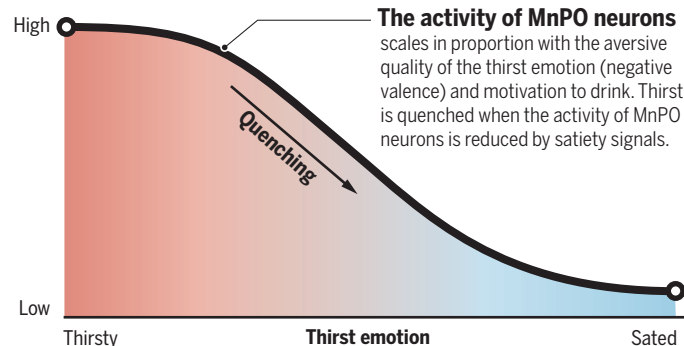 High
The activity of MnPO neurons
scales in proportion with the aversive
quality of the thirst emotion (negative
valence) and motivation to drink. Thirst
is quenched when the activity of MnPO
neurons is reduced by satiety signals.
Quenching
Low
Thirsty
Thirst emotion
Sated